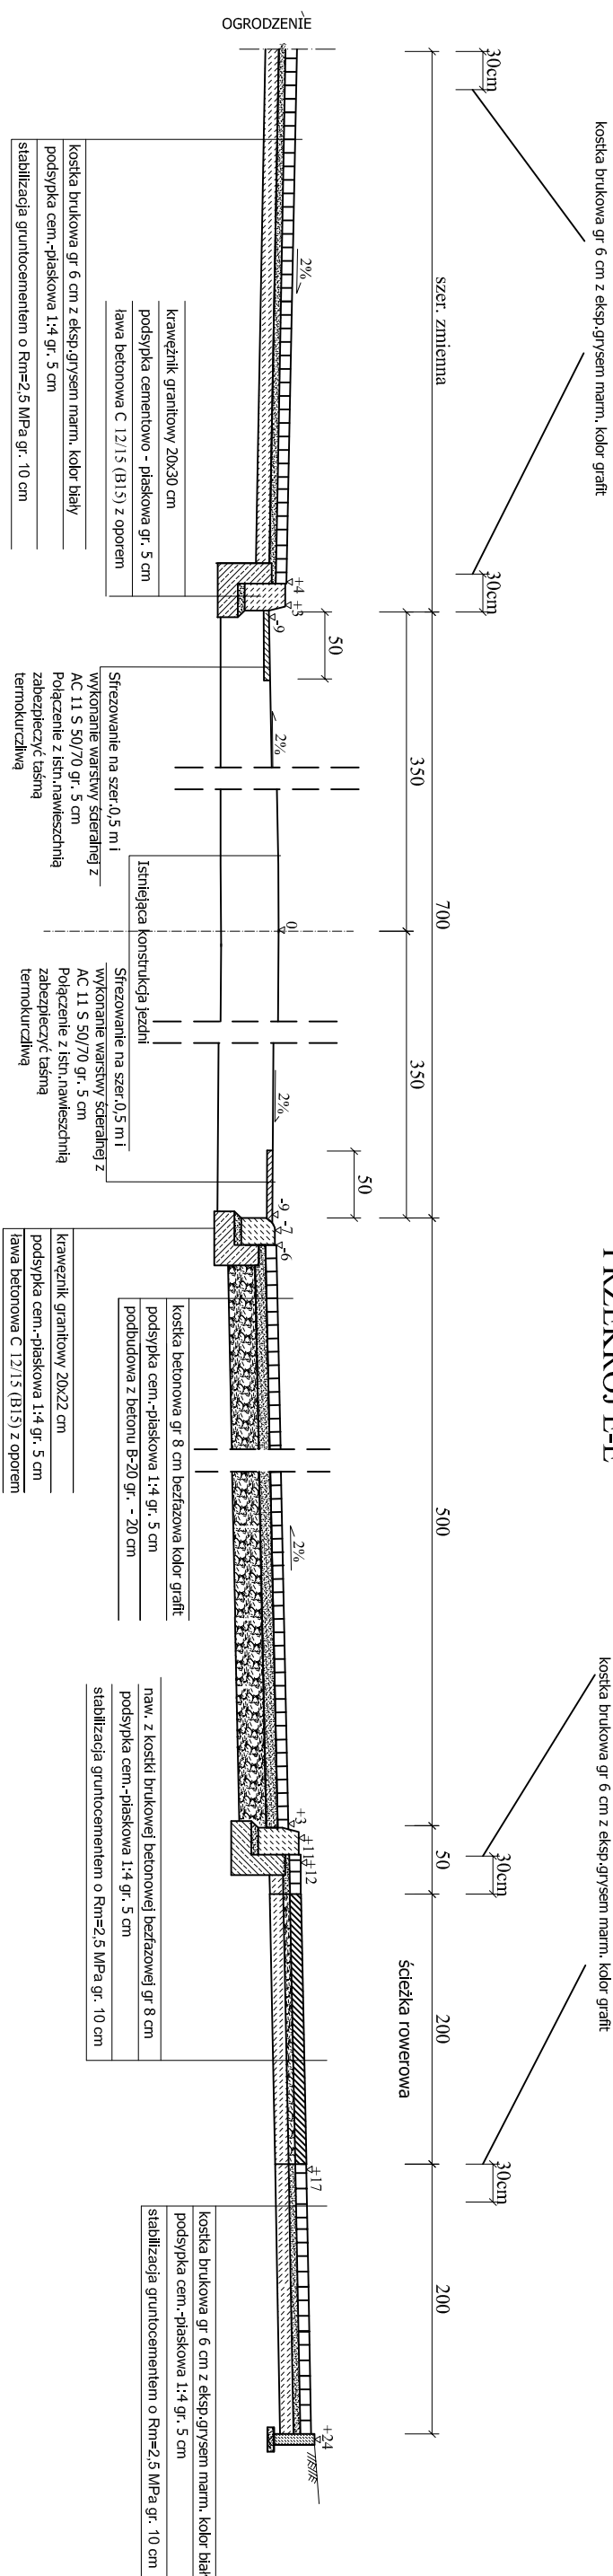 PRZEKRÓJ E-E
kostka brukowa gr 6 cm z eksp.grysem marm. kolor grafit
kostka brukowa gr 6 cm z eksp.grysem marm. kolor grafit
30cm
30cm
30cm
30cm
szer. zmienna
700
500
50
200
200
ścieżka rowerowa
350
350
50
50
OGRODZENIE
2%
+4
+3
-9
2%
0
2%
-9
-7
-6
2%
+3
+11
+12
+17
+24
kostka brukowa gr 6 cm z eksp.grysem marm. kolor biały
podsypka cem.-piaskowa 1:4 gr. 5 cm
stabilizacja gruntocementem o Rm=2,5 MPa gr. 10 cm
krawężnik granitowy 20x30 cm
podsypka cementowo - piaskowa gr. 5 cm
ława betonowa C 12/15 (B15) z oporem
Sfrezowanie na szer.0,5 m i
wykonanie warstwy ścieralnej z
AC 11 S 50/70 gr. 5 cm
Połączenie z istn.nawieszchnią
zabezpieczyć taśmą
termokurczliwą
Istniejąca konstrukcja jezdni
Sfrezowanie na szer.0,5 m i
wykonanie warstwy ścieralnej z
AC 11 S 50/70 gr. 5 cm
Połączenie z istn.nawieszchnią
zabezpieczyć taśmą
termokurczliwą
krawęznik granitowy 20x22 cm
podsypka cem.-piaskowa 1:4 gr. 5 cm
ława betonowa C 12/15 (B15) z oporem
kostka betonowa gr 8 cm bezfazowa kolor grafit
podsypka cem.-piaskowa 1:4 gr. 5 cm
podbudowa z betonu B-20 gr. - 20 cm
naw. z kostki brukowej betonowej bezfazowej gr 8 cm
podsypka cem.-piaskowa 1:4 gr. 5 cm
stabilizacja gruntocementem o Rm=2,5 MPa gr. 10 cm
kostka brukowa gr 6 cm z eksp.grysem marm. kolor biały
podsypka cem.-piaskowa 1:4 gr. 5 cm
stabilizacja gruntocementem o Rm=2,5 MPa gr. 10 cm